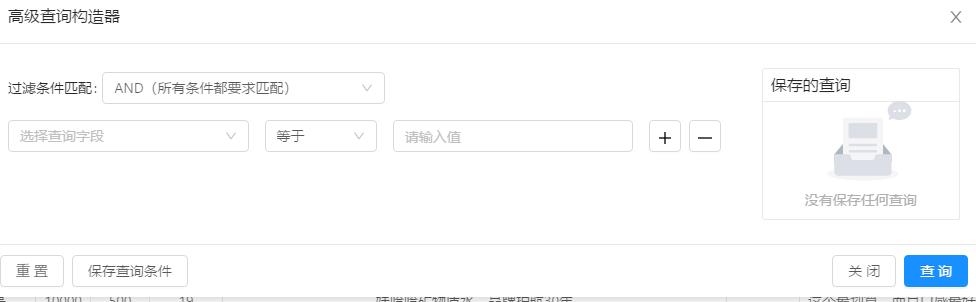 高级查询构造器
过滤条件匹配: AND（所有条件都要求匹配）
保存的查询
选择查询字段 等于 请输入值
没有保存任何查询
重 置 保存查询条件 关 闭 查 询
10000 500 19